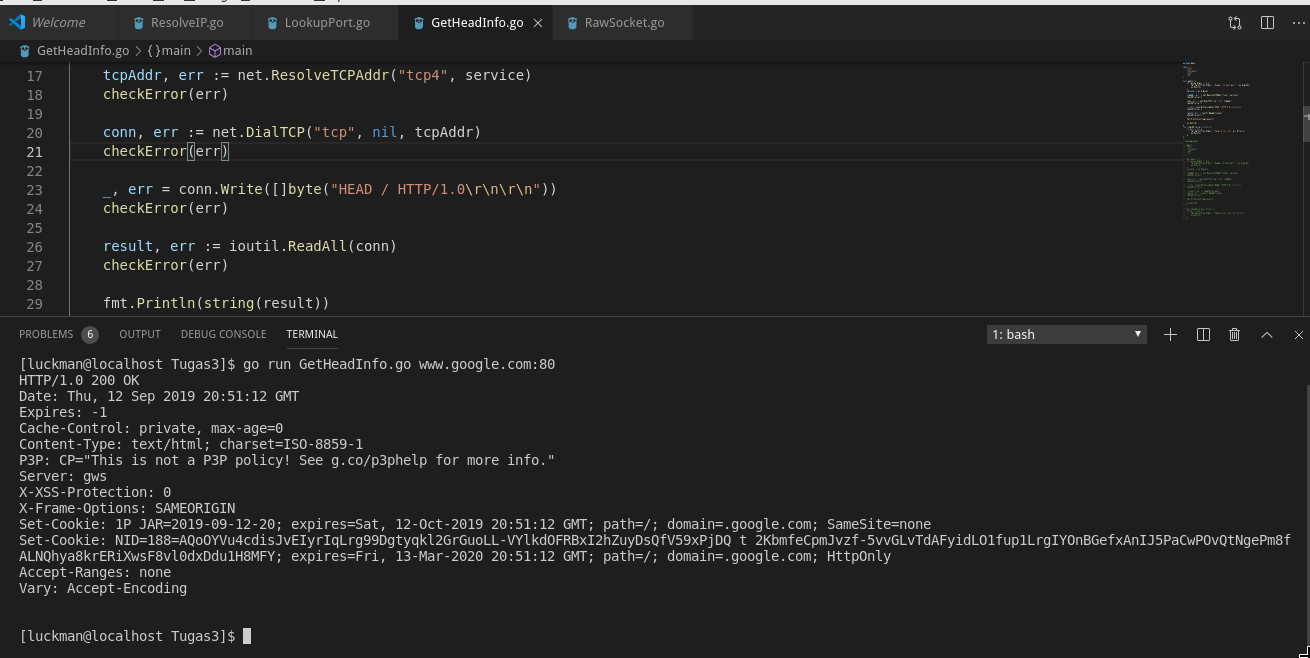 Welcome ResolveIP.go LookupPort.go GetHeadInfo.go RawSocket.go
GetHeadInfo.go > {} main > main
17 tcpAddr, err := net.ResolveTCPAddr("tcp4", service)
18 checkError(err)
19
20 conn, err := net.DialTCP("tcp", nil, tcpAddr)
21 checkError(err)
22
23 _, err = conn.Write([]byte("HEAD / HTTP/1.0\r\n\r\n"))
24 checkError(err)
25
26 result, err := ioutil.ReadAll(conn)
27 checkError(err)
28
29 fmt.Println(string(result))
PROBLEMS 6 OUTPUT DEBUG CONSOLE TERMINAL 1: bash
[luckman@localhost Tugas3]$ go run GetHeadInfo.go www.google.com:80
HTTP/1.0 200 OK
Date: Thu, 12 Sep 2019 20:51:12 GMT
Expires: -1
Cache-Control: private, max-age=0
Content-Type: text/html; charset=ISO-8859-1
P3P: CP="This is not a P3P policy! See g.co/p3phelp for more info."
Server: gws
X-XSS-Protection: 0
X-Frame-Options: SAMEORIGIN
Set-Cookie: 1P JAR=2019-09-12-20; expires=Sat, 12-Oct-2019 20:51:12 GMT; path=/; domain=.google.com; SameSite=none
Set-Cookie: NID=188=AQoOYVu4cdisJvEIyrIqLrg99Dgtyqkl2GrGuoLL-VYlkdOFRBxI2hZuyDsQfV59xPjDQ t 2KbmfeCpmJvzf-5vvGLvTdAFyidLO1fup1LrgIYOnBGefxAnIJ5PaCwPOvQtNgePm8f
ALNQhya8krERiXwsF8vl0dxDdu1H8MFY; expires=Fri, 13-Mar-2020 20:51:12 GMT; path=/; domain=.google.com; HttpOnly
Accept-Ranges: none
Vary: Accept-Encoding
[luckman@localhost Tugas3]$